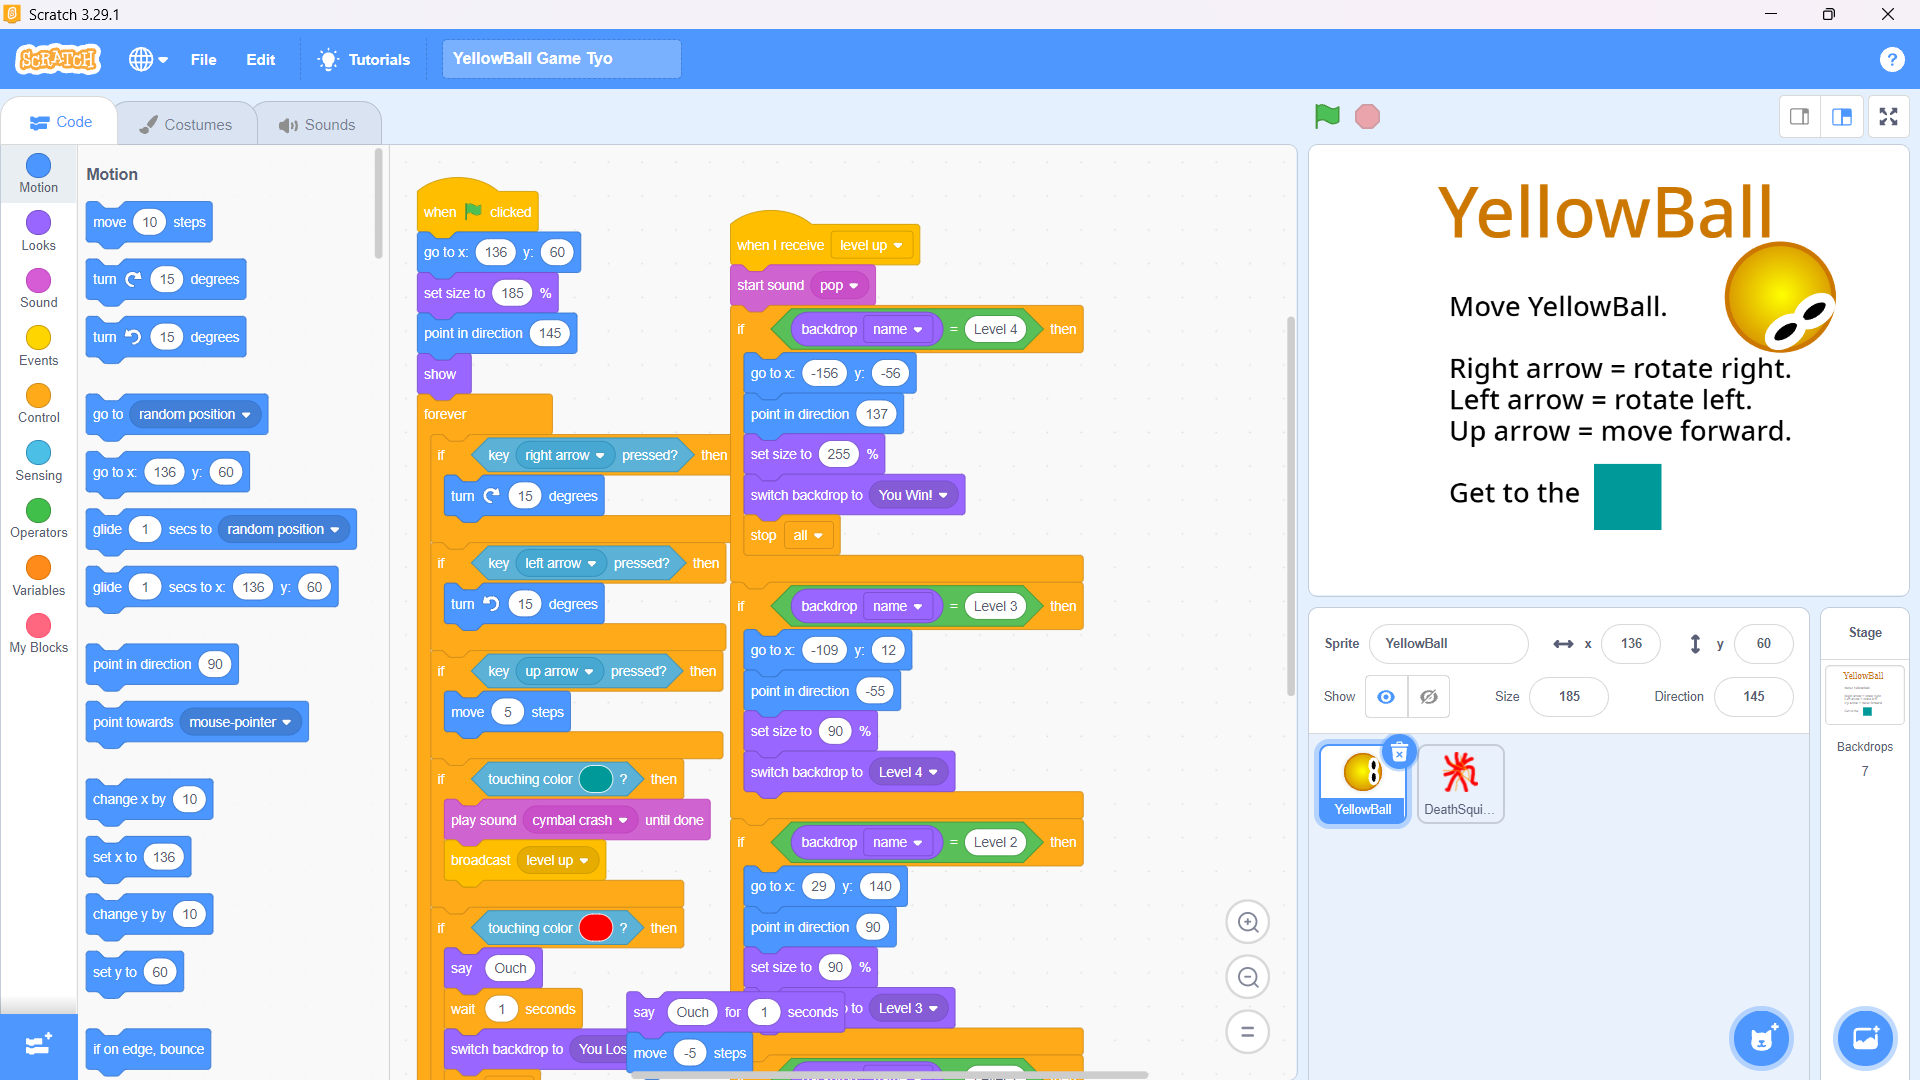 Scratch 3.29.1
SCRATCH
File
Edit
Tutorials
YellowBall Game Tyo
?
Code
Costumes
Sounds
Motion
Looks
Sound
Events
Control
Sensing
Operators
Variables
My Blocks
Motion
move 10 steps
turn 15 degrees
turn 15 degrees
go to random position
go to x: 136 y: 60
glide 1 secs to random position
glide 1 secs to x: 136 y: 60
point in direction 90
point towards mouse-pointer
change x by 10
set x to 136
change y by 10
set y to 60
if on edge, bounce
when clicked
go to x: 136 y: 60
set size to 185 %
point in direction 145
show
forever
if key right arrow pressed? then
turn 15 degrees
if key left arrow pressed? then
turn 15 degrees
if key up arrow pressed? then
move 5 steps
if touching color ? then
play sound cymbal crash until done
broadcast level up
if touching color ? then
say Ouch
wait 1 seconds
switch backdrop to You Los
say Ouch for 1 seconds
move -5 steps
when I receive level up
start sound pop
if backdrop name = Level 4 then
go to x: -156 y: -56
point in direction 137
set size to 255 %
switch backdrop to You Win!
stop all
if backdrop name = Level 3 then
go to x: -109 y: 12
point in direction -55
set size to 90 %
switch backdrop to Level 4
if backdrop name = Level 2 then
go to x: 29 y: 140
point in direction 90
set size to 90 %
to Level 3
YellowBall
Move YellowBall.
Right arrow = rotate right.
Left arrow = rotate left.
Up arrow = move forward.
Get to the
Sprite YellowBall x 136 y 60
Show Size 185 Direction 145
YellowBall
DeathSqui...
Stage
YellowBall
Backdrops
7